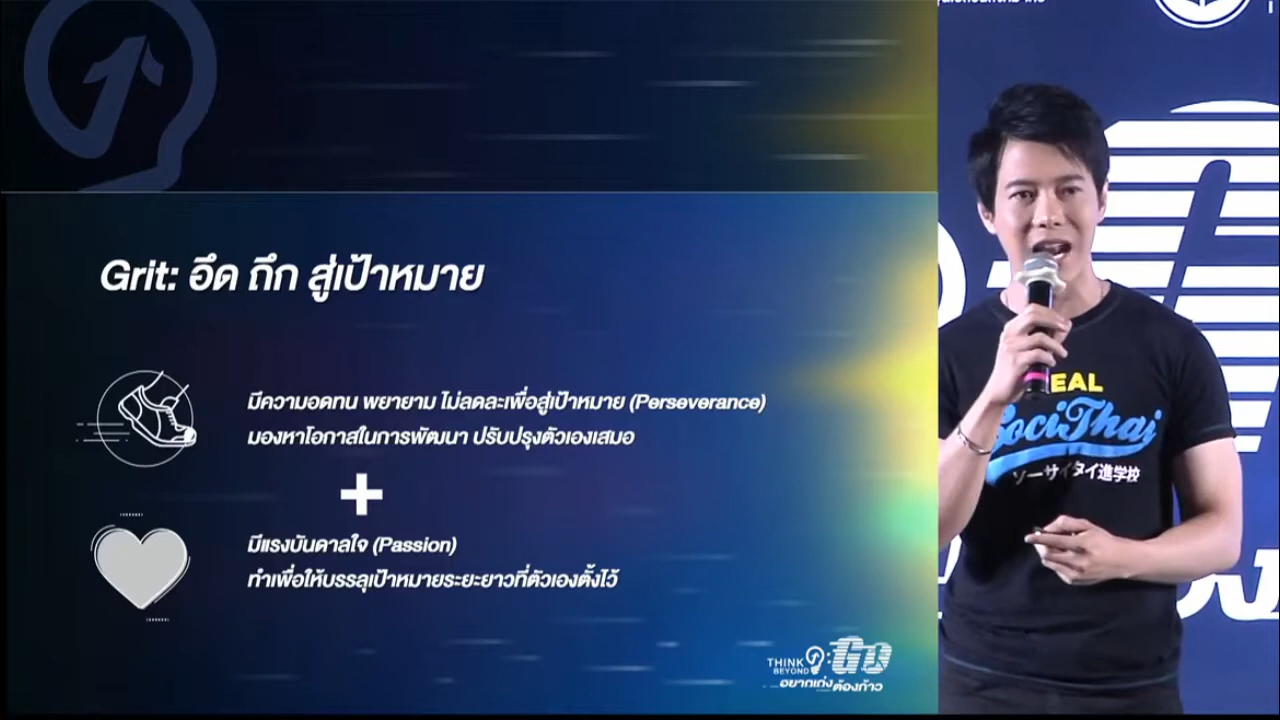 Grit: อึด ถึก สู่เป้าหมาย
มีความอดทน พยายาม ไม่ลดละเพื่อสู่เป้าหมาย (Perseverance)
มองหาโอกาสในการพัฒนา ปรับปรุงตัวเองเสมอ
+
มีแรงบันดาลใจ (Passion)
ทำเพื่อให้บรรลุเป้าหมายระยะยาวที่ตัวเองตั้งไว้
THINK
BEYOND
อยากเก่ง ต้องก้าว
EAL
SociThai
ソーサイタイ進学校